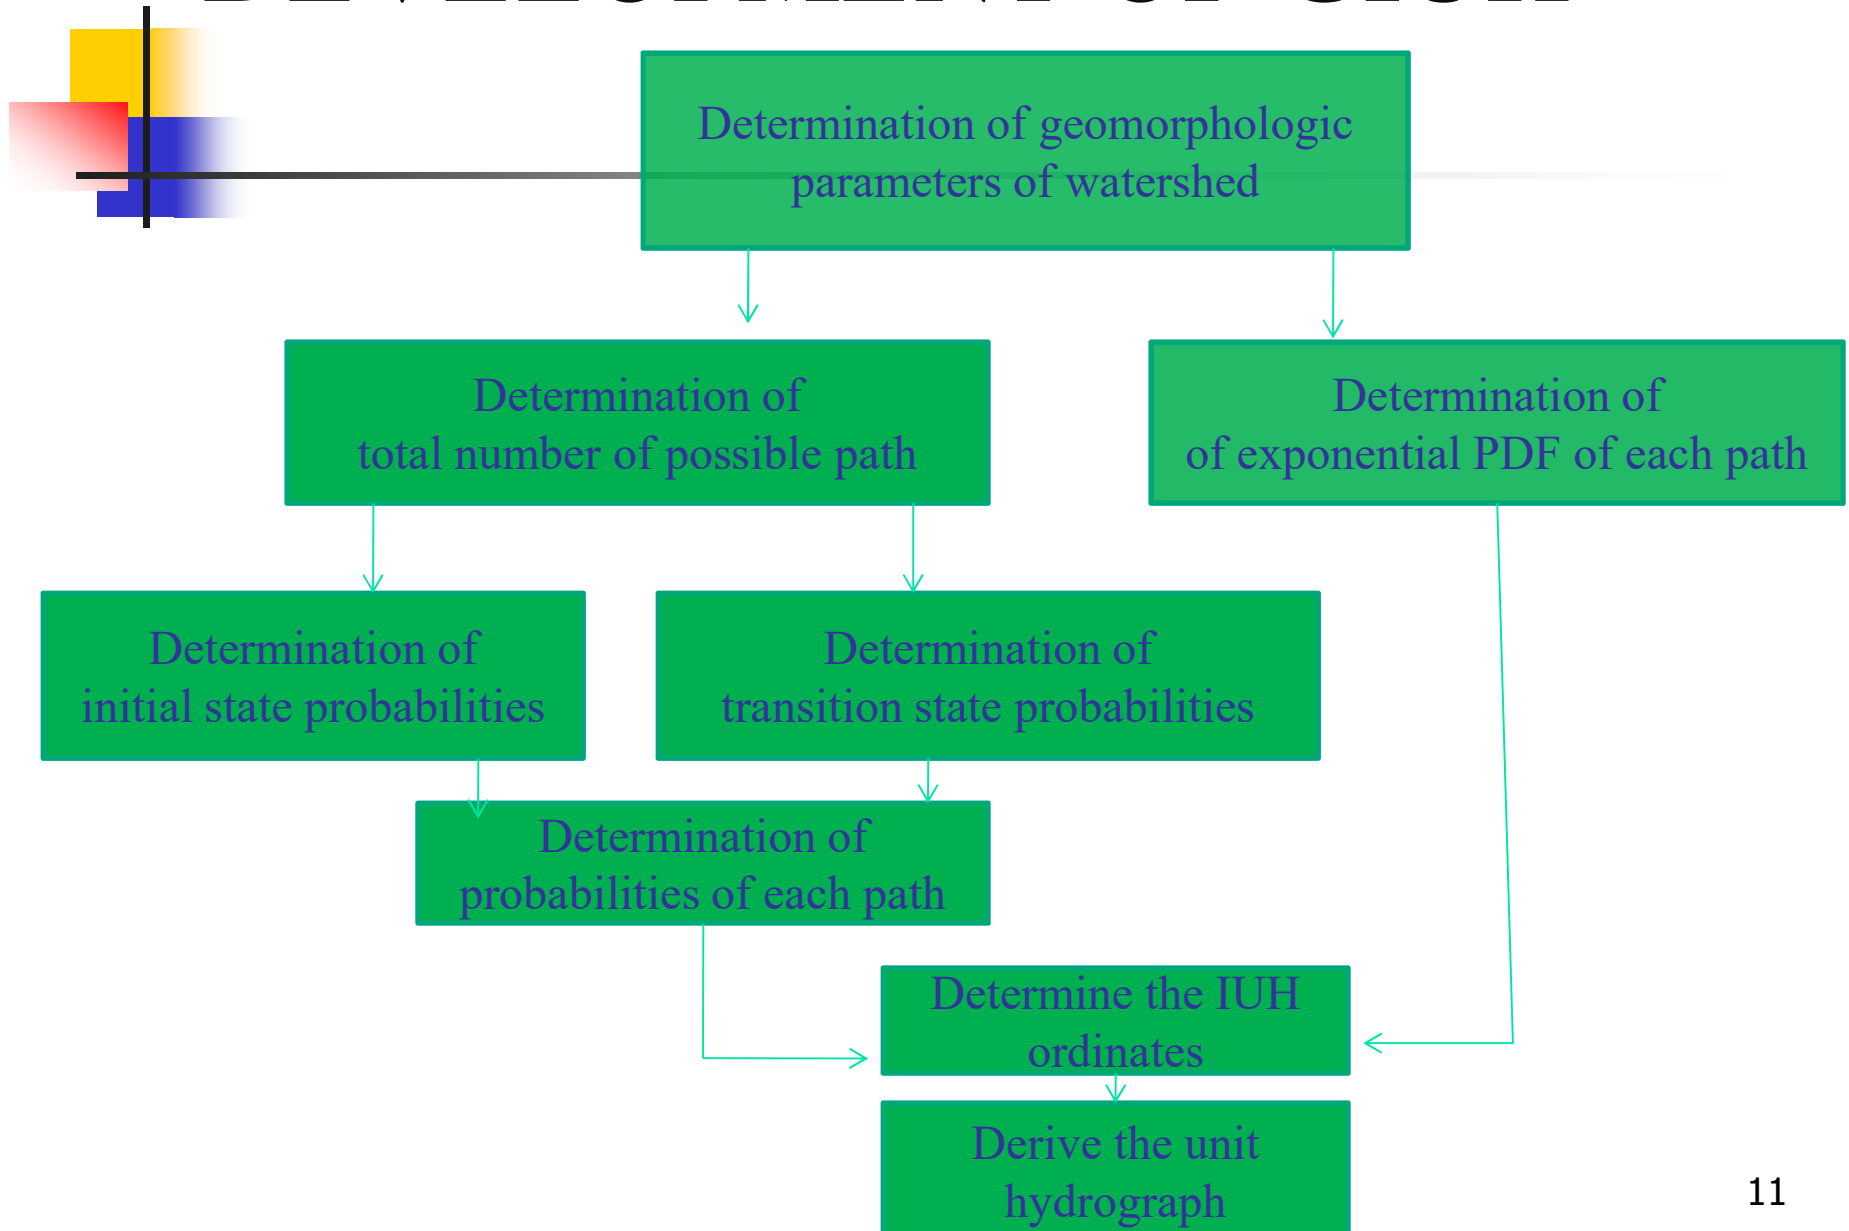 Determination of geomorphologic
parameters of watershed
Determination of
total number of possible path
Determination of
of exponential PDF of each path
Determination of
initial state probabilities
Determination of
transition state probabilities
Determination of
probabilities of each path
Determine the IUH
ordinates
Derive the unit
hydrograph
11